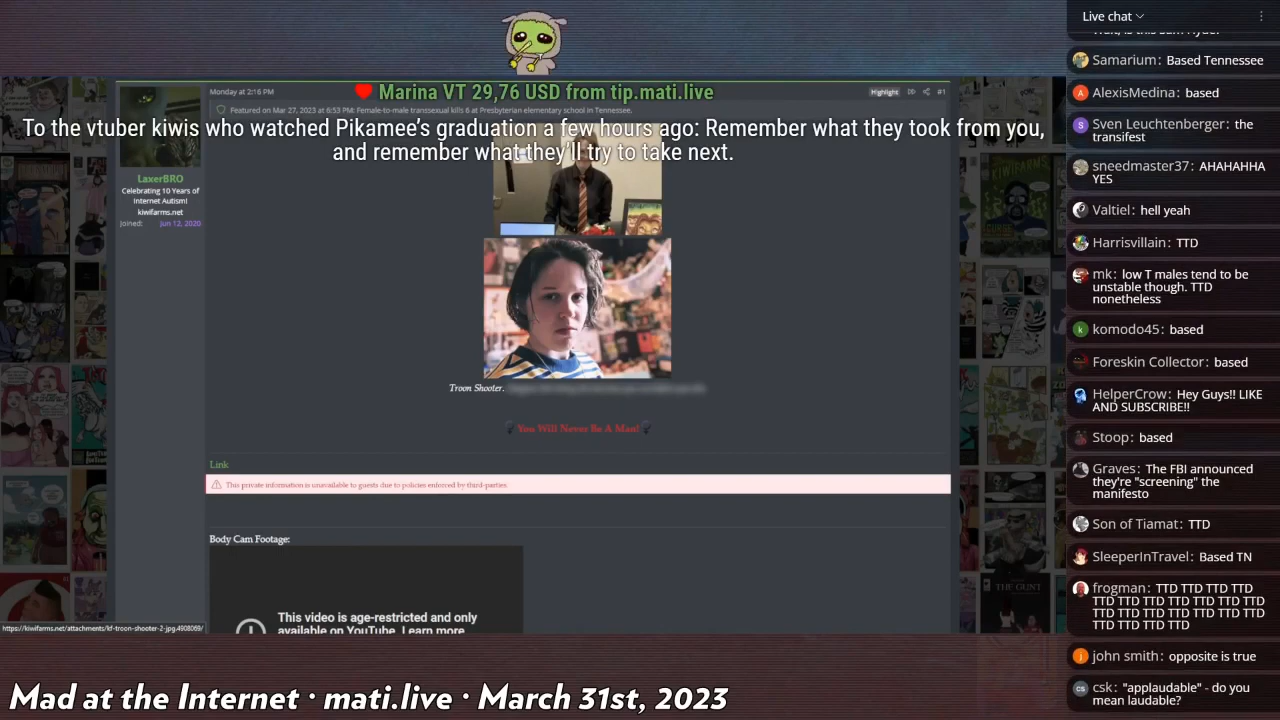 Live chat
Samarium: Based Tennessee
AlexisMedina: based
Sven Leuchtenberger: the
transifest
sneedmaster37: AHAHAHHA
YES
Valtiel: hell yeah
Harrisvillain: TTD
mk: low T males tend to be
unstable though. TTD
nonetheless
komodo45: based
Foreskin Collector: based
HelperCrow: Hey Guys!! LIKE
AND SUBSCRIBE!!
Stoop: based
Graves: The FBI announced
they're "screening" the
manifesto
Son of Tiamat: TTD
SleeperInTravel: Based TN
frogman: TTD TTD TTD TTD
TTD TTD TTD TTD TTD TTD TTD
TTD TTD TTD TTD TTD TTD TTD
TTD TTD TTD TTD
john smith: opposite is true
csk: "applaudable" - do you
mean laudable?
Monday at 2:16 PM
Marina VT 29,76 USD from tip.mati.live
Highlight
#1
Featured on Mar 27, 2023 at 6:53 PM: Female-to-male transsexual kills 6 at Presbyterian elementary school in Tennessee.
To the vtuber kiwis who watched Pikamee's graduation a few hours ago: Remember what they took from you,
and remember what they'll try to take next.
LaxerBRO
Celebrating 10 Years of
Internet Autism!
kiwifarms.net
Joined: Jun 12, 2020
Troon Shooter.
You Will Never Be A Man!
Link
This private information is unavailable to guests due to policies enforced by third-parties.
Body Cam Footage:
This video is age-restricted and only
available on YouTube. Learn more
THE GUNT
https://kiwifarms.net/attachments/kf-troon-shooter-2-jpg.4908069/
Mad at the Internet · mati.live · March 31st, 2023